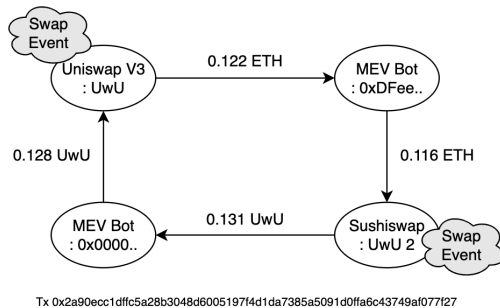 Swap
Event
Uniswap V3
: UwU
0.122 ETH
MEV Bot
: 0xDFee..
0.128 UwU
0.116 ETH
MEV Bot
: 0x0000..
0.131 UwU
Sushiswap
: UwU 2
Swap
Event
Tx 0x2a90ecc1dffc5a28b3048d6005197f4d1da7385a5091d0ffa6c43749af077f27